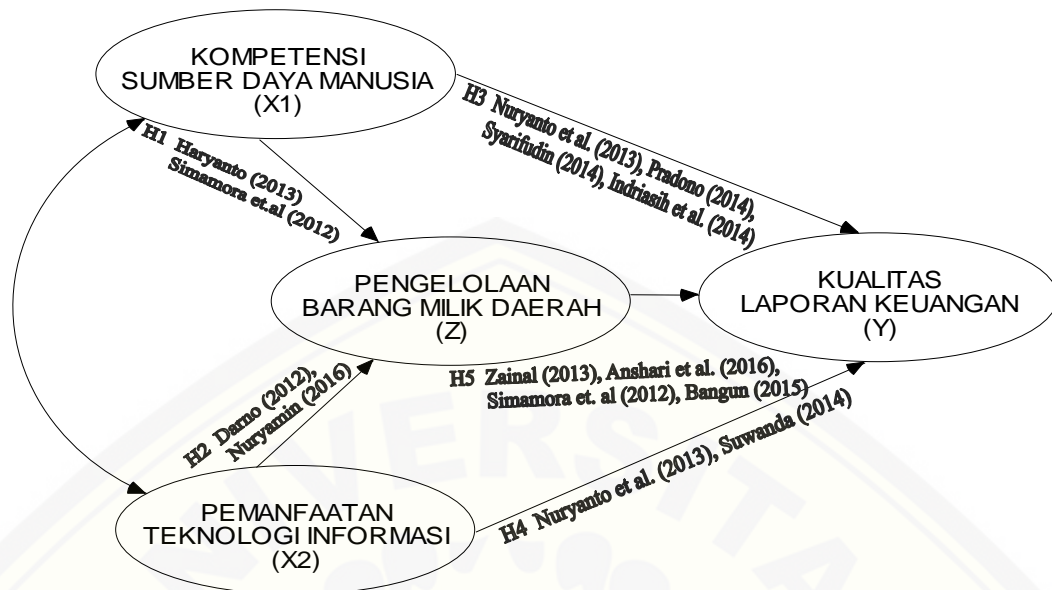 KOMPETENSI
SUMBER DAYA MANUSIA
(X1)
H3 Nuryanto et al. (2013), Pradono (2014),
Syarifudin (2014), Indriasih et al. (2014)
H1 Haryanto (2013)
Simamora et.al (2012)
PENGELOLAAN
BARANG MILIK DAERAH
(Z)
KUALITAS
LAPORAN KEUANGAN
(Y)
H5 Zainal (2013), Anshari et al. (2016),
Simamora et. al (2012), Bangun (2015)
H2 Darno (2012),
Nuryamin (2016)
H4 Nuryanto et al. (2013), Suwanda (2014)
PEMANFAATAN
TEKNOLOGI INFORMASI
(X2)